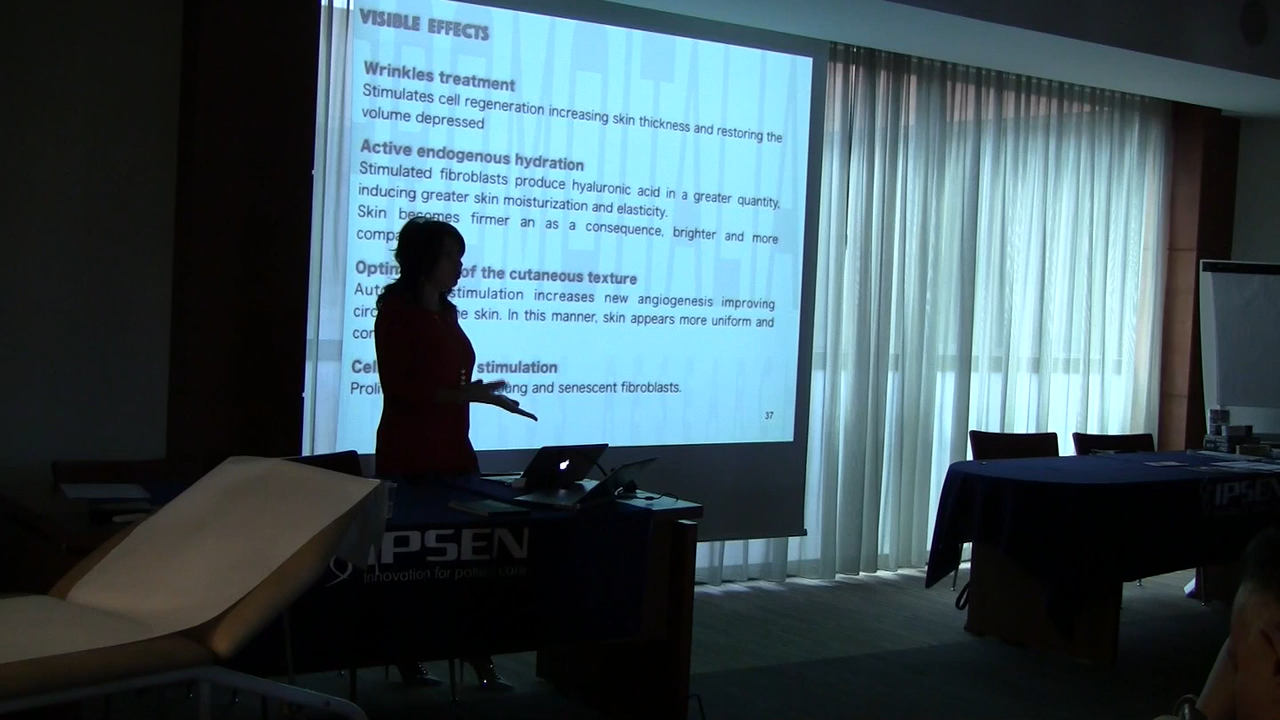 VISIBLE EFFECTS
Wrinkles treatment
Stimulates cell regeneration increasing skin thickness and restoring the
volume depressed
Active endogenous hydration
Stimulated fibroblasts produce hyaluronic acid in a greater quantity,
inducing greater skin moisturization and elasticity.
Skin becomes firmer an as a consequence, brighter and more
of the cutaneous texture
stimulation increases new angiogenesis improving
skin. In this manner, skin appears more uniform and
stimulation
and senescent fibroblasts.
37
IPSEN
Innovation for patient care
IPSEN